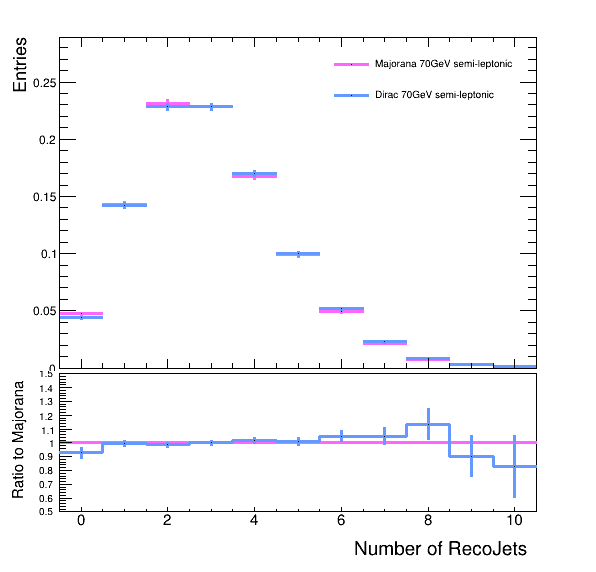 Entries
Majorana 70GeV semi-leptonic
Dirac 70GeV semi-leptonic
0.25
0.2
0.15
0.1
0.05
0
Ratio to Majorana
1.5
1.4
1.3
1.2
1.1
1
0.9
0.8
0.7
0.6
0.5
0 2 4 6 8 10
Number of RecoJets